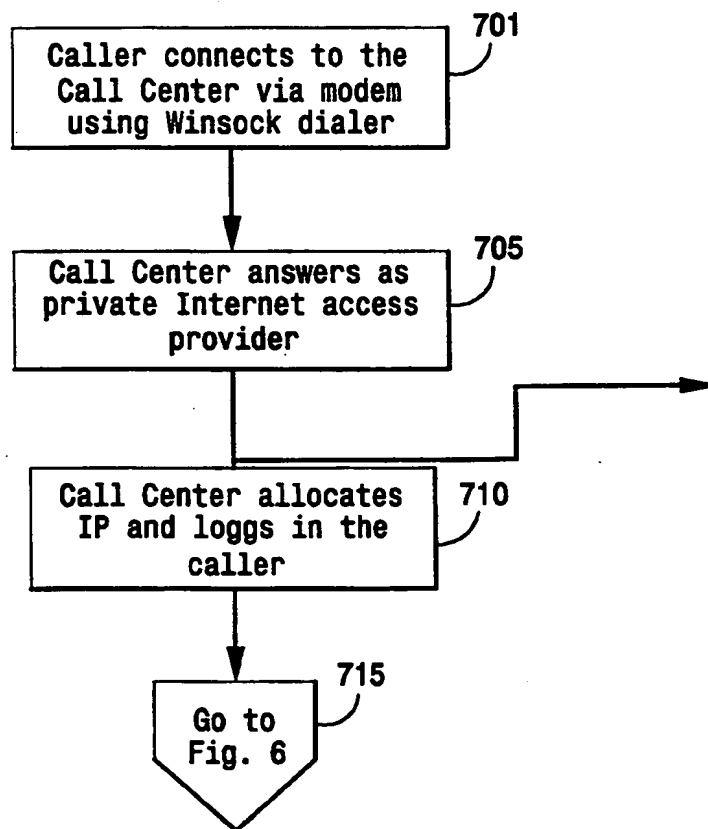 701
Caller connects to the
Call Center via modem
using Winsock dialer
705
Call Center answers as
private Internet access
provider
710
Call Center allocates
IP and loggs in the
caller
715
Go to
Fig. 6